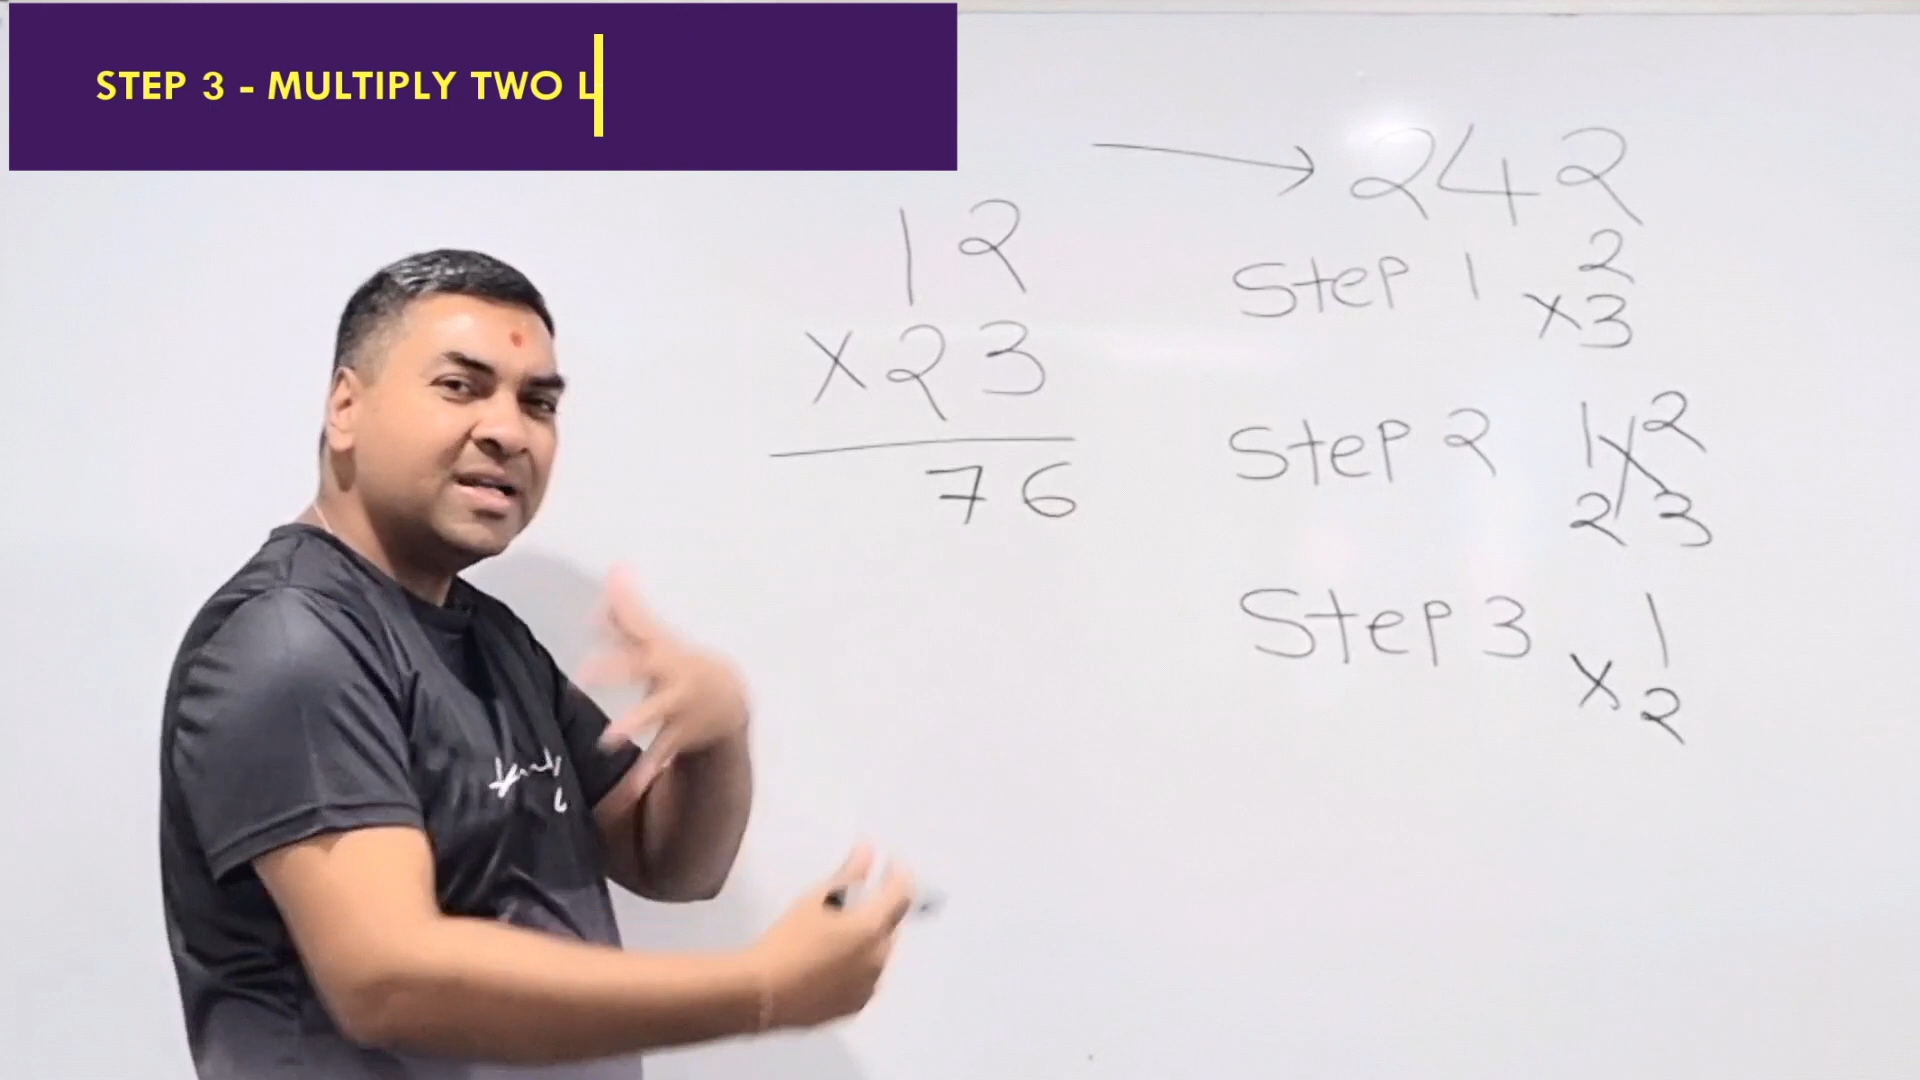 STEP 3 - MULTIPLY TWO L
→ 242
12
x23
76
Step 1 2
x3
Step 2 1 2
2 3
Step 3 1
x 2